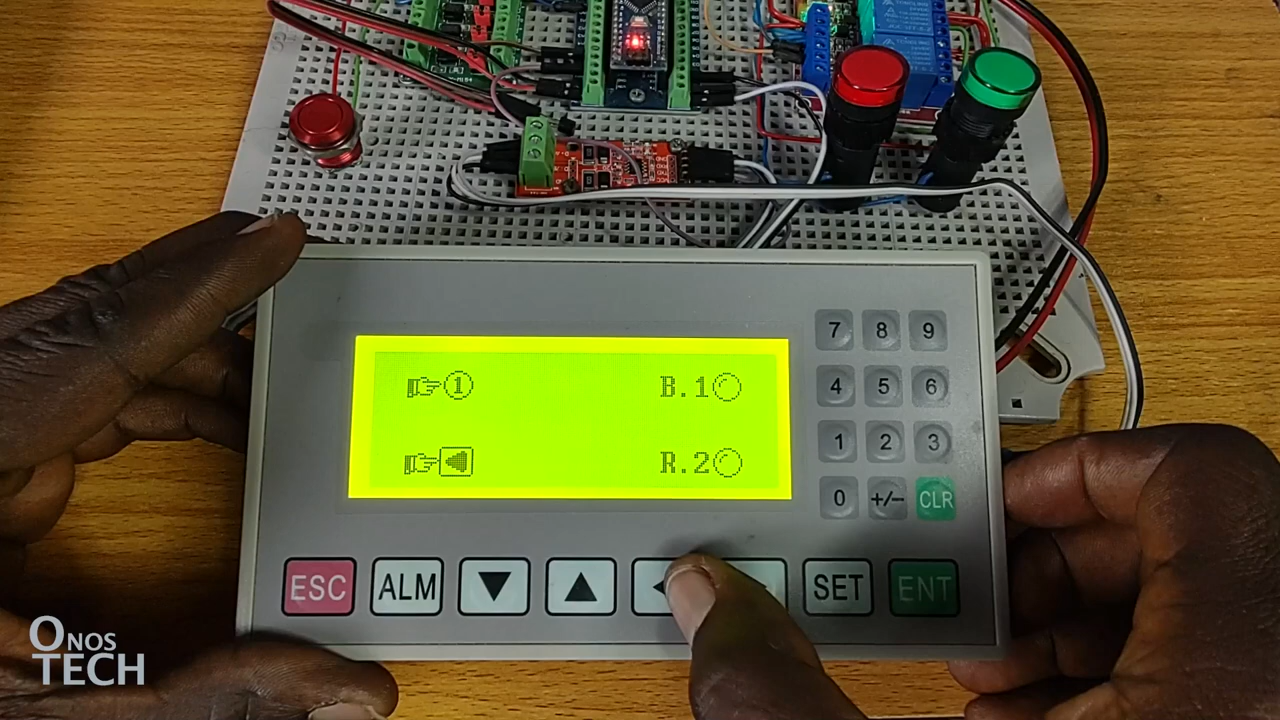 ① B.1
R.2
7 8 9
4 5 6
1 2 3
0 +/- CLR
ESC ALM SET ENT
ONOS
TECH